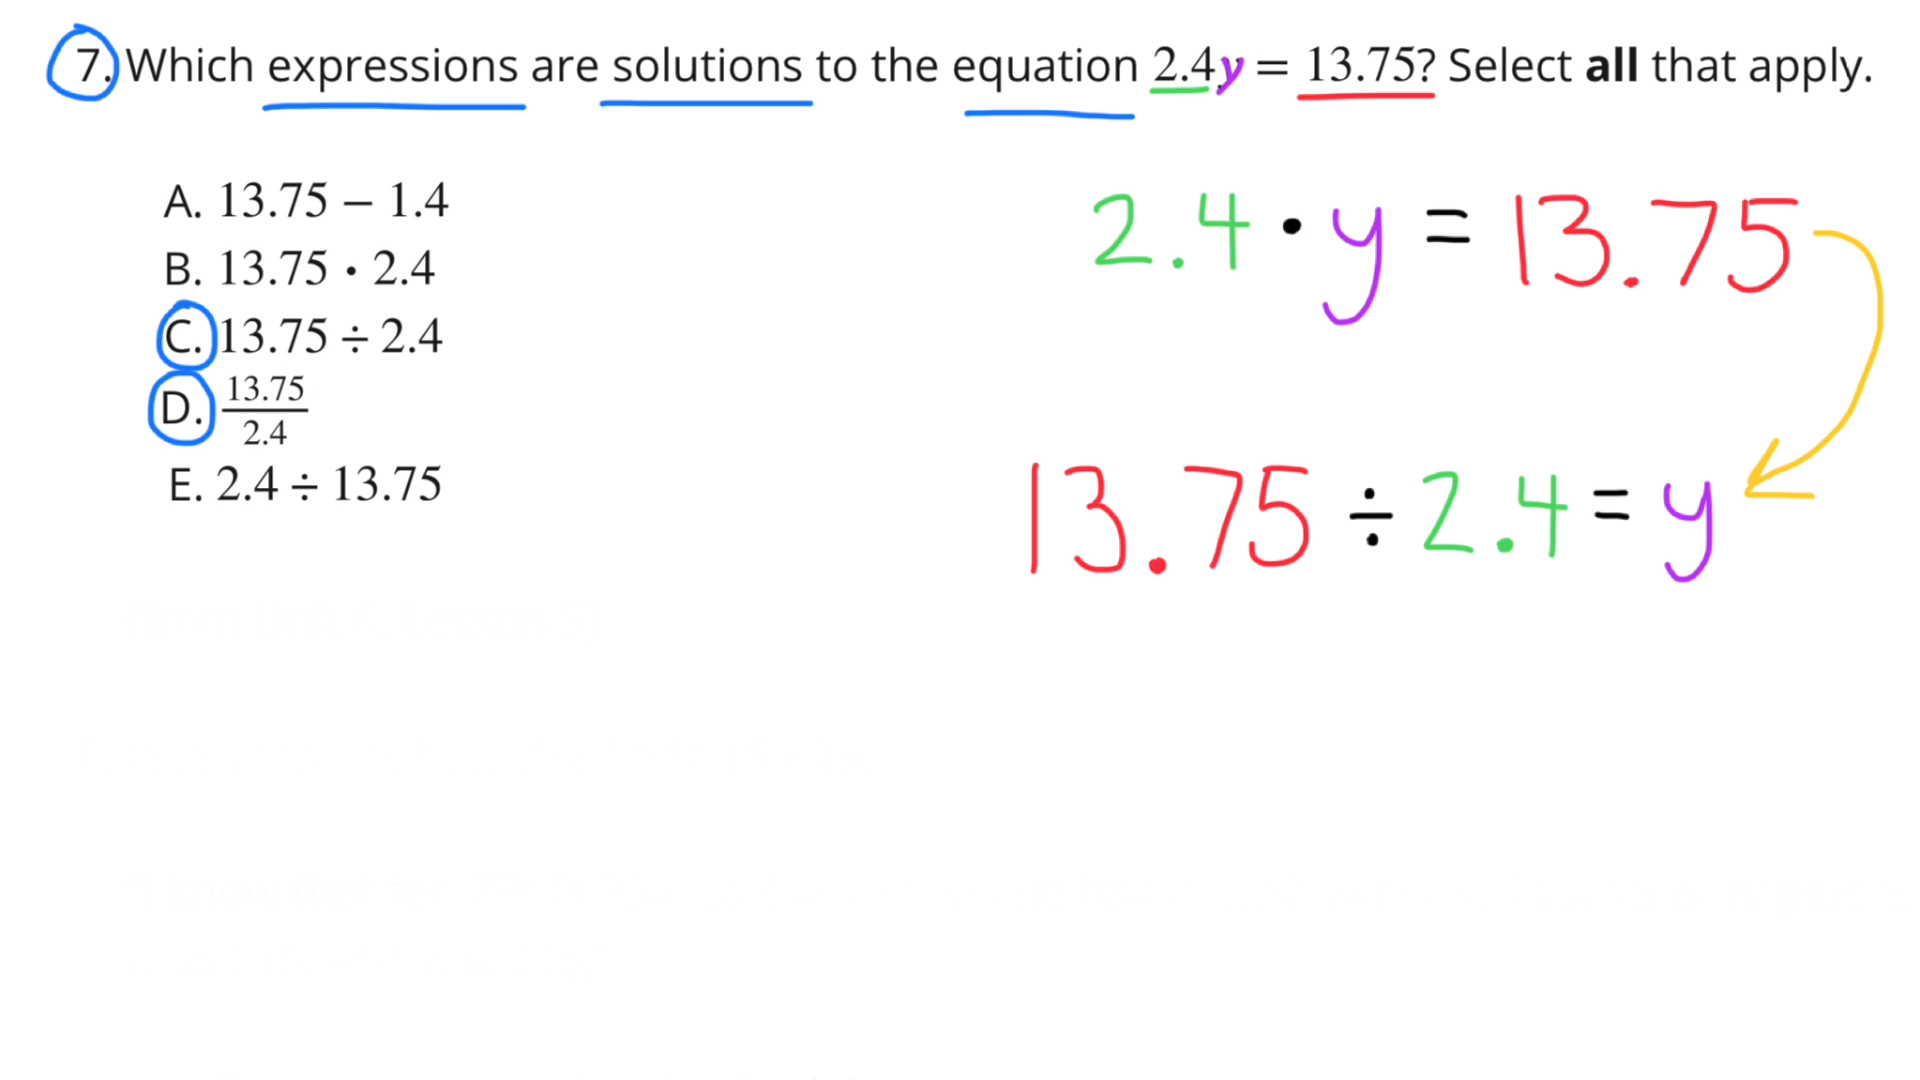 7. Which expressions are solutions to the equation 2.4y = 13.75? Select all that apply.
A. 13.75 − 1.4
B. 13.75 • 2.4
C. 13.75 ÷ 2.4
D. 13.75/2.4
E. 2.4 ÷ 13.75
2.4 • y = 13.75
13.75 ÷ 2.4 = y